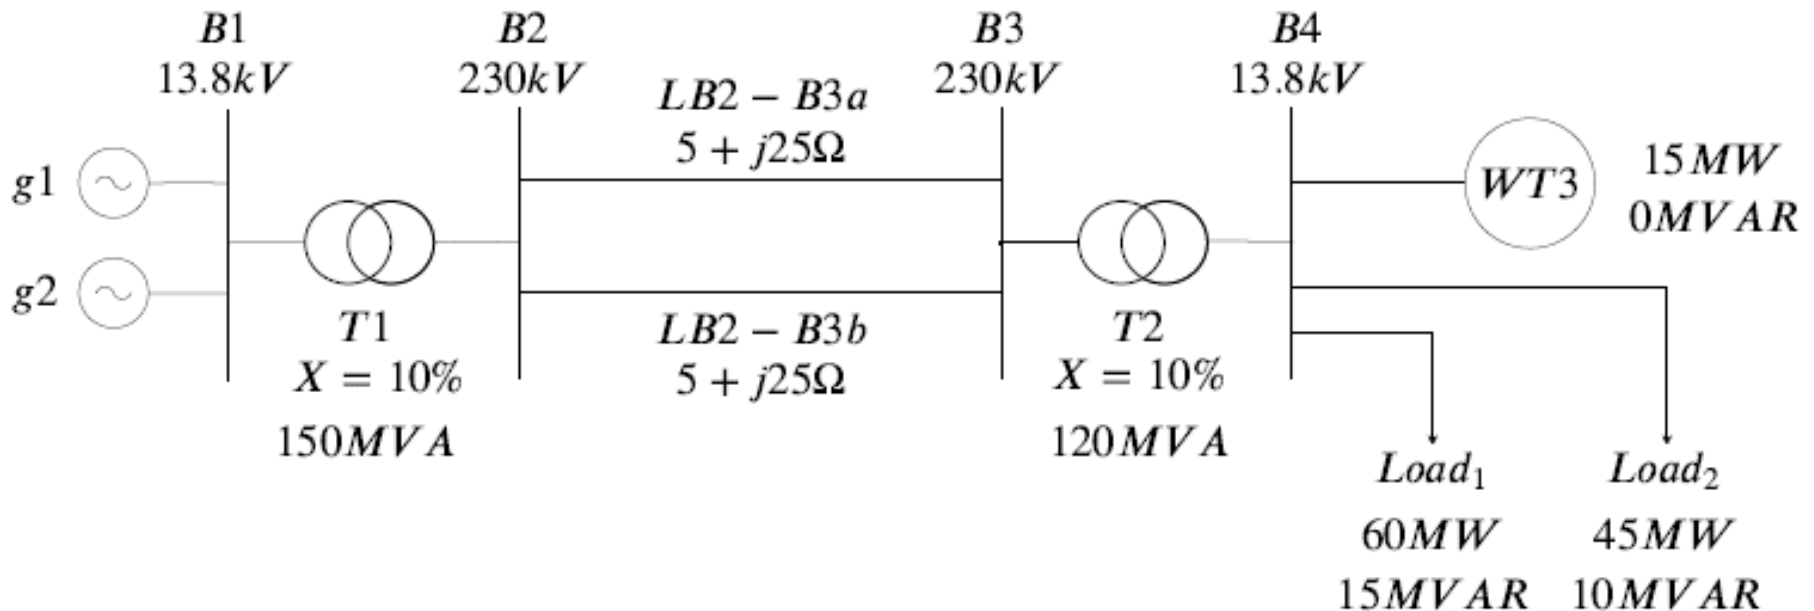 B1
13.8kV
B2
230kV
B3
230kV
B4
13.8kV
LB2 − B3a
5 + j25Ω
g1
g2
T1
X = 10%
150MVA
LB2 − B3b
5 + j25Ω
T2
X = 10%
120MVA
WT3
15MW
0MVAR
Load₁
60MW
15MVAR
Load₂
45MW
10MVAR